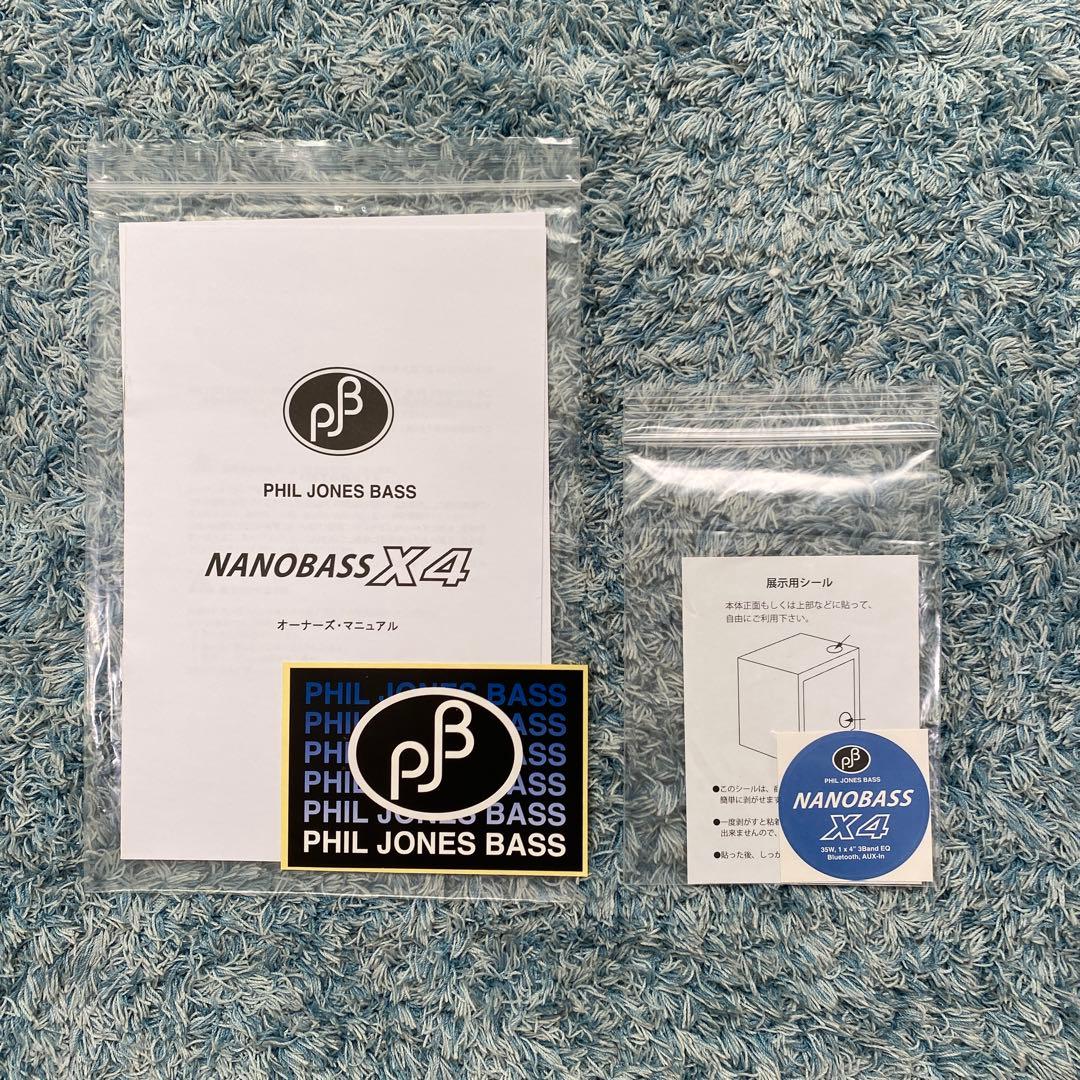 PJB
PHIL JONES BASS
NANOBASS X4
オーナーズ・マニュアル
PHIL JONES BASS
PHIL JONES BASS
PHIL JONES BASS
PHIL JONES BASS
PHIL JONES BASS
PHIL JONES BASS
PJB
展示用シール
本体正面もしくは上部などに貼って、
自由にご利用下さい。
●このシールは、
簡単に剥がせます
●一度剥がすと粘着
出来ませんので、
●貼った後、しっか
PJB
PHIL JONES BASS
NANOBASS
X4
35W, 1 x 4" 3Band EQ
Bluetooth, AUX-In